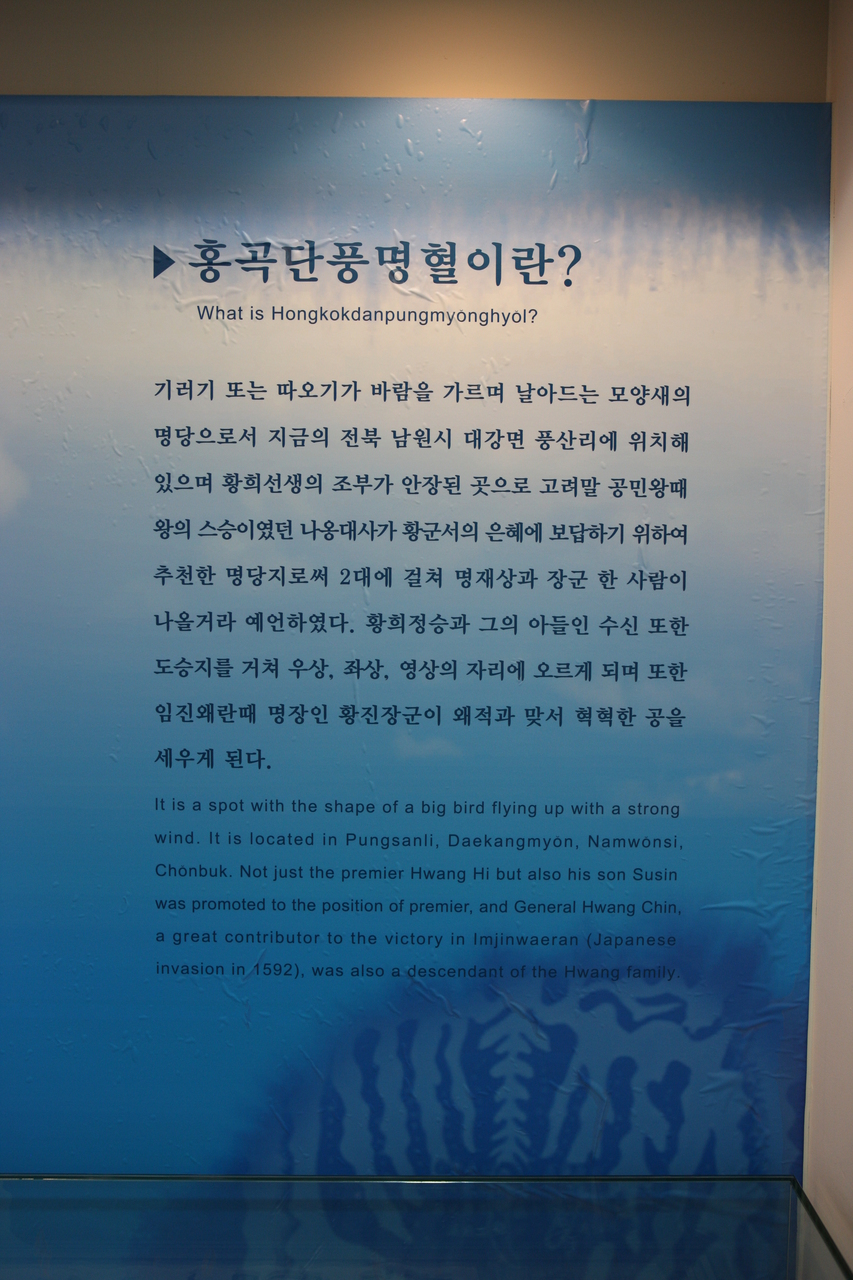 ▶ 홍곡단풍명혈이란?
What is Hongkokdanpungmyŏnghyŏl?
기러기 또는 따오기가 바람을 가르며 날아드는 모양새의
명당으로서 지금의 전북 남원시 대강면 풍산리에 위치해
있으며 황희선생의 조부가 안장된 곳으로 고려말 공민왕때
왕의 스승이였던 나옹대사가 황군서의 은혜에 보답하기 위하여
추천한 명당지로써 2대에 걸쳐 명재상과 장군 한 사람이
나올거라 예언하였다. 황희정승과 그의 아들인 수신 또한
도승지를 거쳐 우상, 좌상, 영상의 자리에 오르게 되며 또한
임진왜란때 명장인 황진장군이 왜적과 맞서 혁혁한 공을
세우게 된다.
It is a spot with the shape of a big bird flying up with a strong
wind. It is located in Pungsanli, Daekangmyŏn, Namwŏnsi,
Chŏnbuk. Not just the premier Hwang Hi but also his son Susin
was promoted to the position of premier, and General Hwang Chin,
a great contributor to the victory in Imjinwaeran (Japanese
invasion in 1592), was also a descendant of the Hwang family.